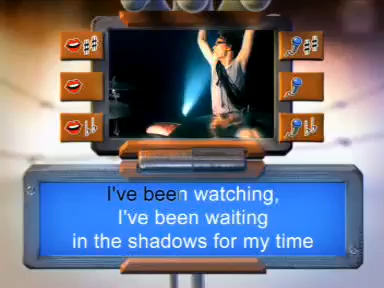 I've been watching,
I've been waiting
in the shadows for my time